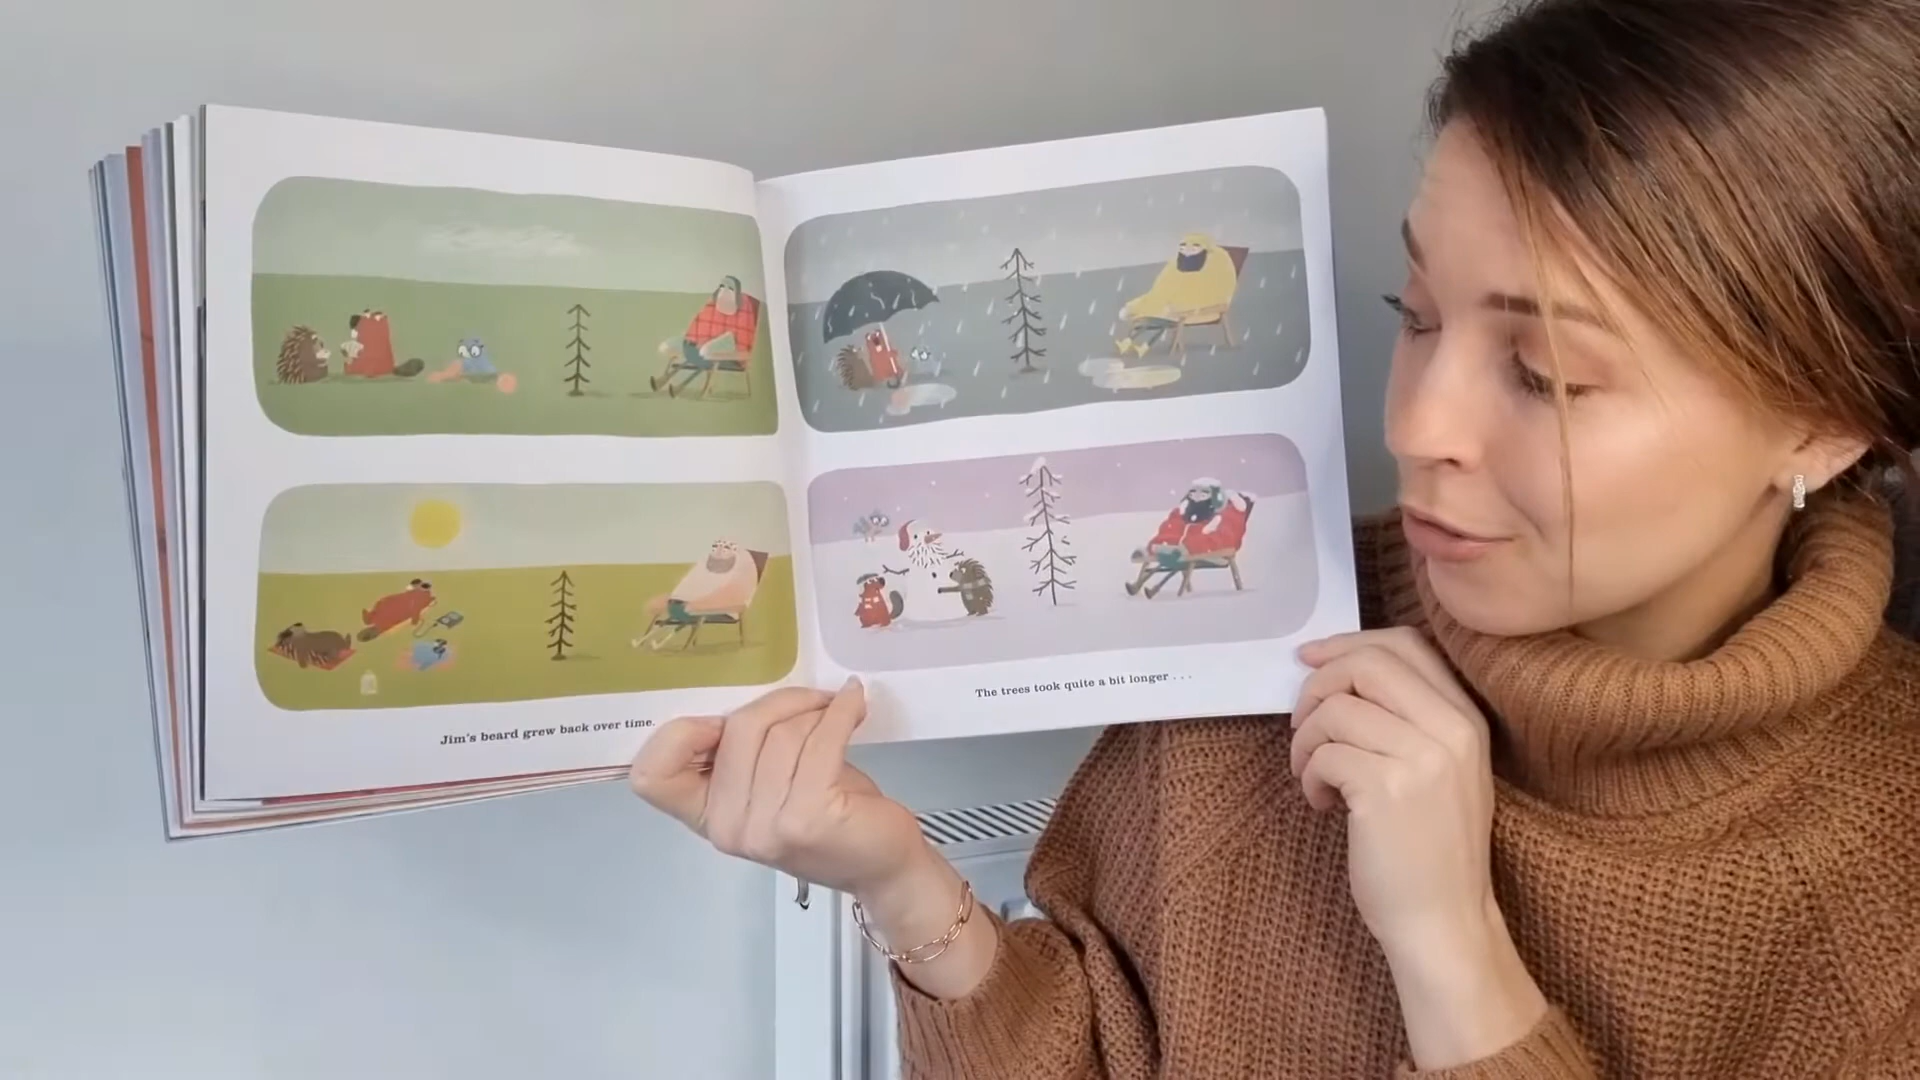 Jim's beard grew back over time.
The trees took quite a bit longer . . .